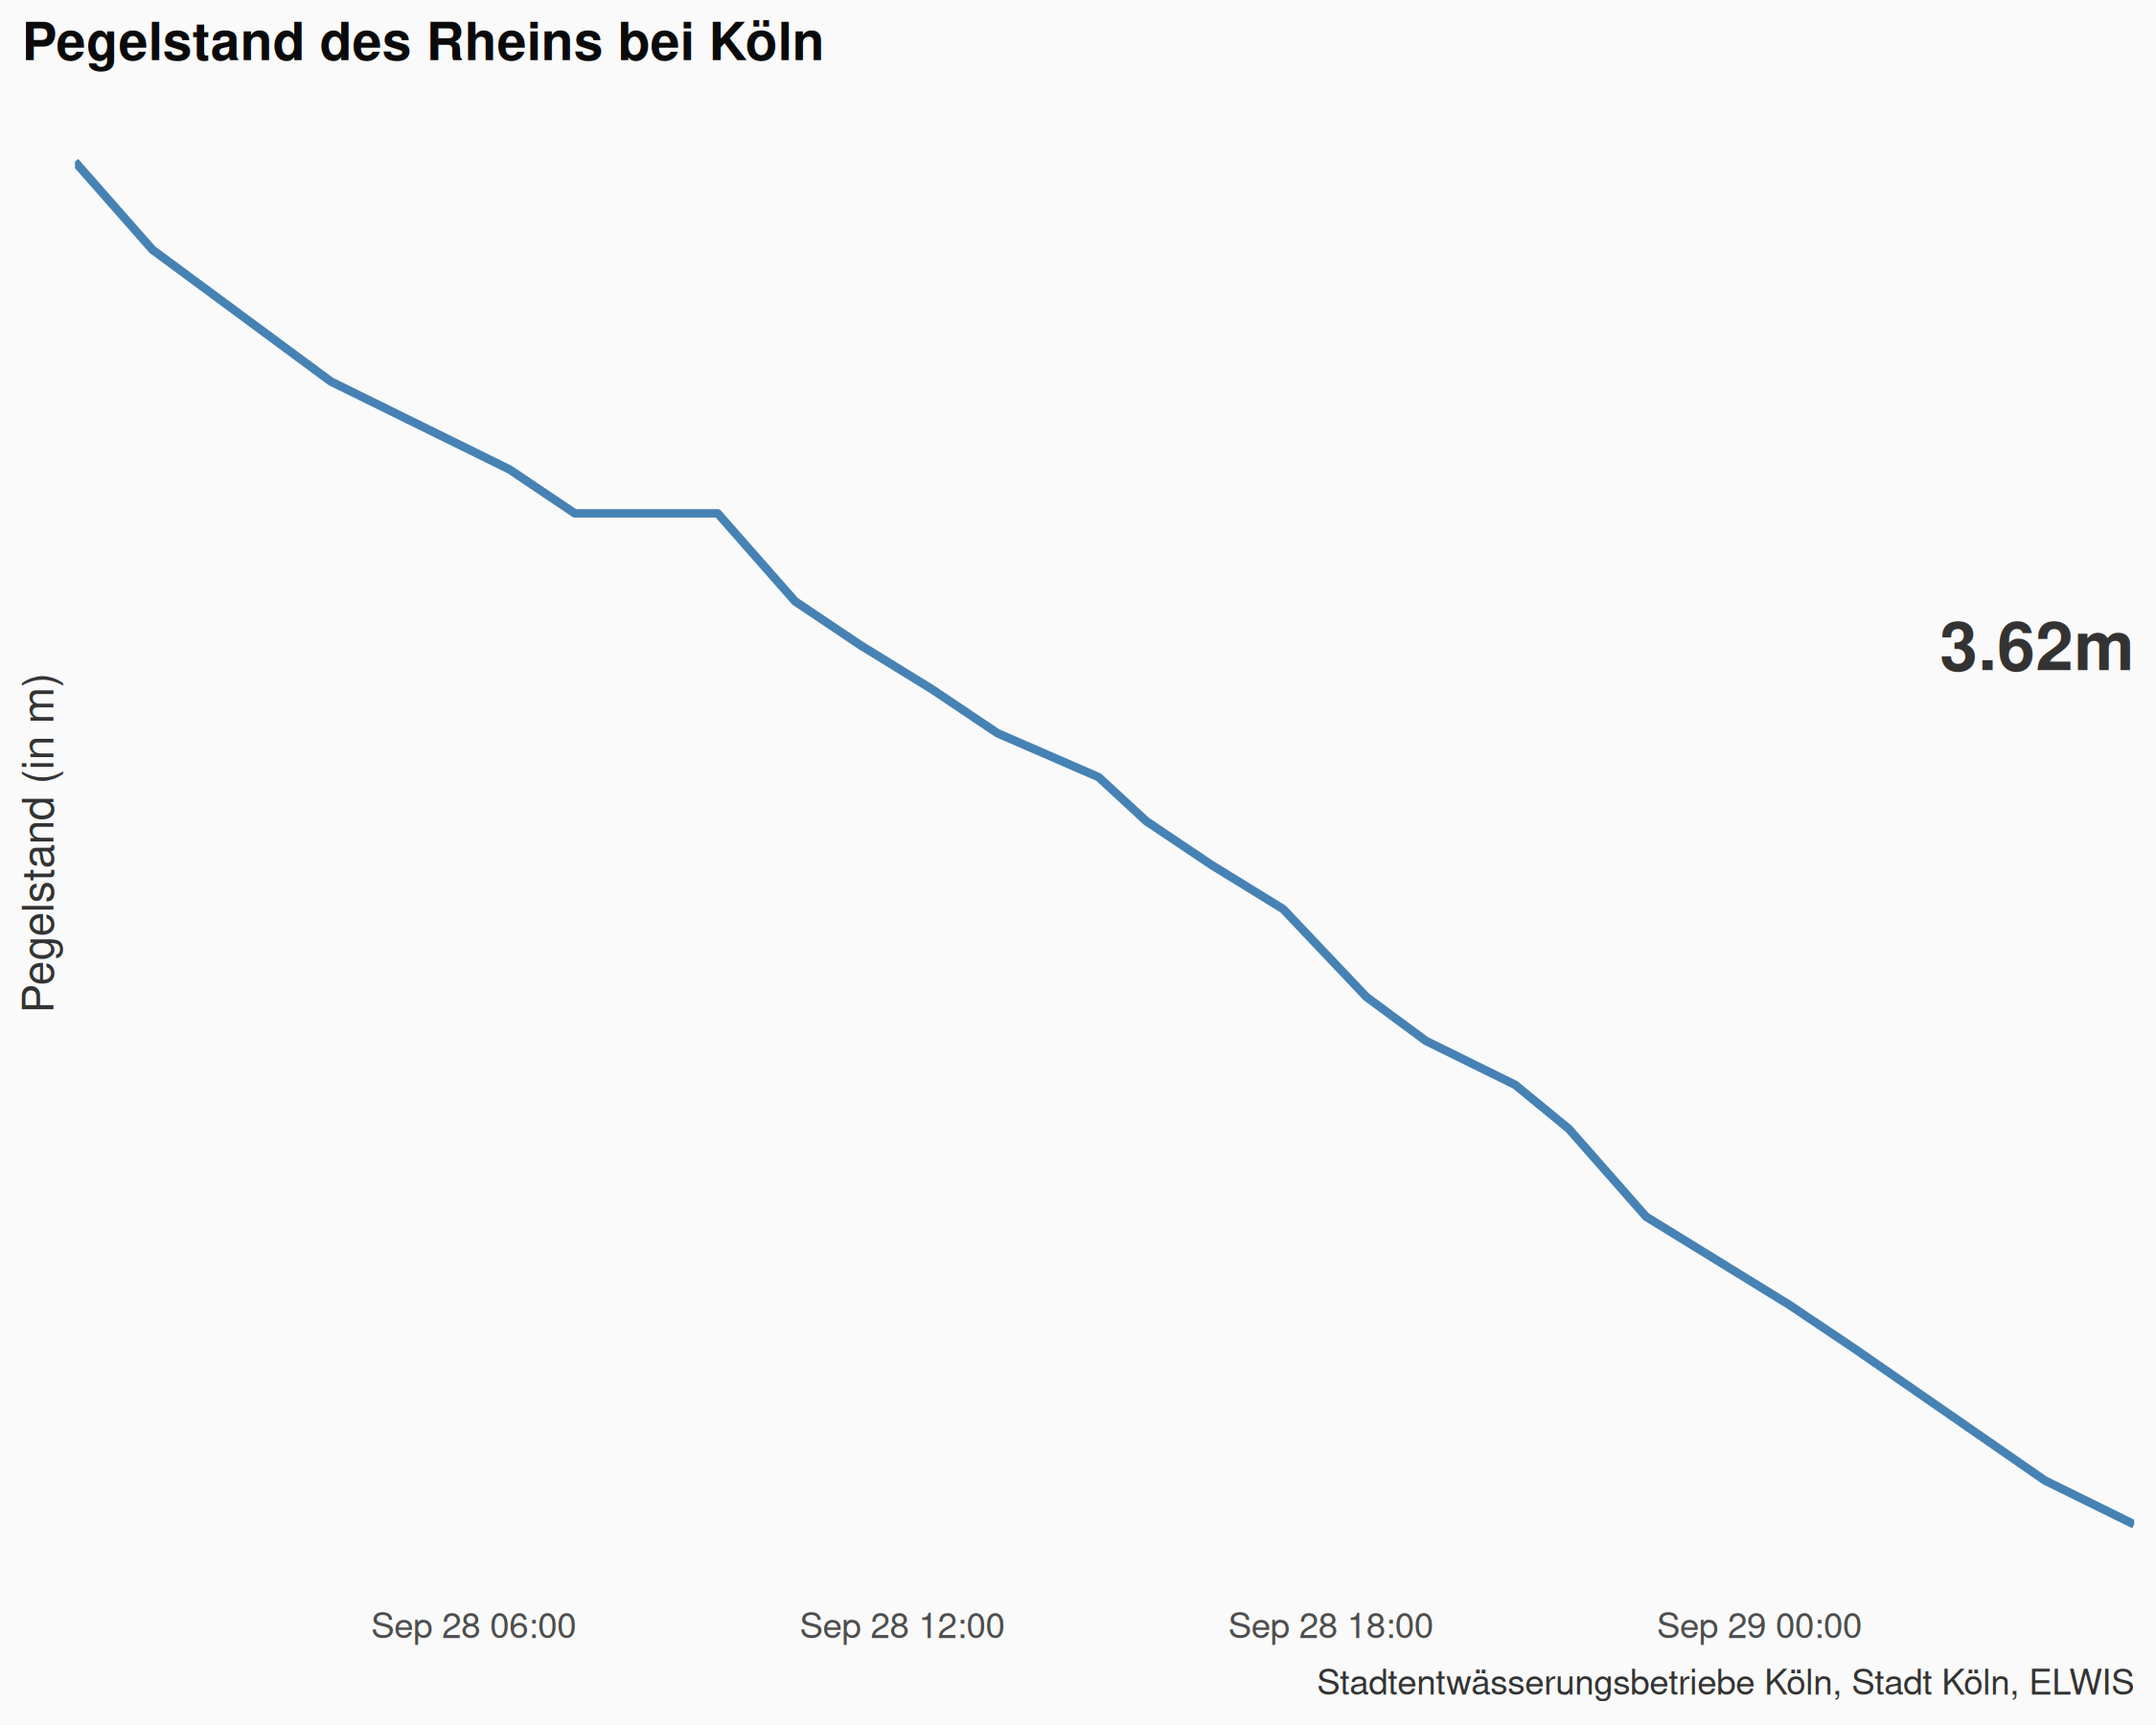 Pegelstand des Rheins bei Köln
3.62m
Pegelstand (in m)
Sep 28 06:00
Sep 28 12:00
Sep 28 18:00
Sep 29 00:00
Stadtentwässerungsbetriebe Köln, Stadt Köln, ELWIS